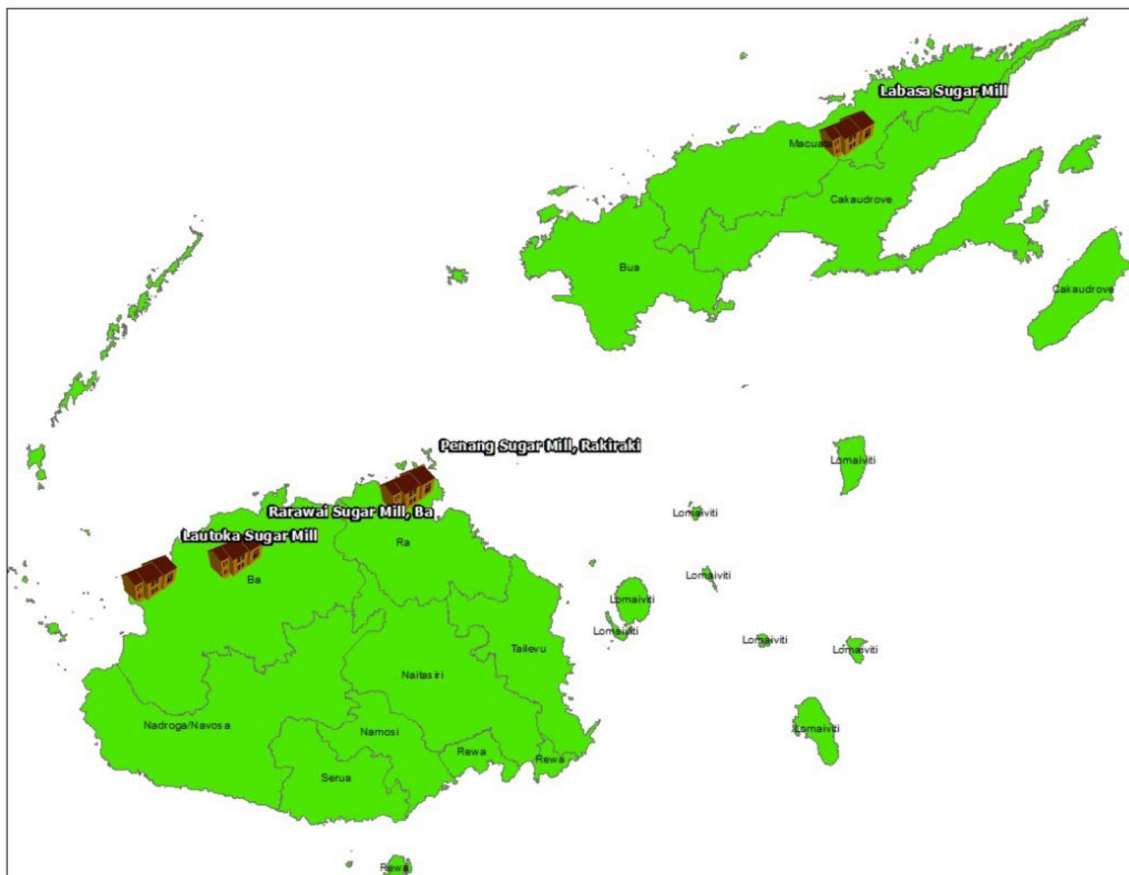 Labasa Sugar Mill
Macuata
Cakaudrove
Bua
Cakaudrove
Penang Sugar Mill, Rakiraki
Lomaiviti
Rarawai Sugar Mill, Ba
Lomaiviti
Lautoka Sugar Mill
Ra
Ba
Lomaiviti
Lomaiviti
Lomaiviti
Lomaiviti
Tailevu
Lomaiviti
Naitasiri
Nadroga/Navosa
Lomaiviti
Namosi
Rewa
Rewa
Serua
Rewa